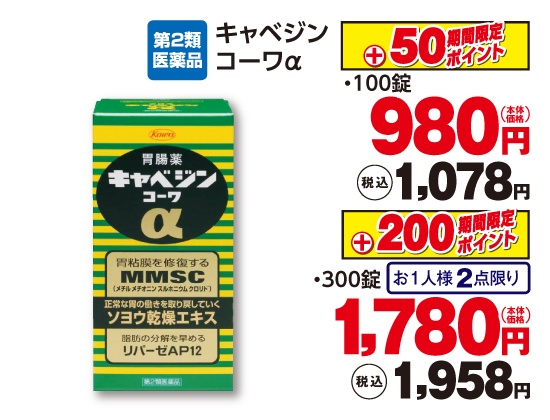 第2類
医薬品
キャベジン
コーワα
+50 期間限定
ポイント
・100錠
980円(本体価格)
税込 1,078円
+200 期間限定
ポイント
・300錠 お1人様2点限り
1,780円(本体価格)
税込 1,958円
Kowa
胃腸薬
キャベジン
コーワ
α
胃粘膜を修復する
MMSC
(メチルメチオニンスルホニウムクロリド)
正常な胃の働きを取り戻していく
ソヨウ乾燥エキス
脂肪の分解を早める
リパーゼAP12
第2類医薬品